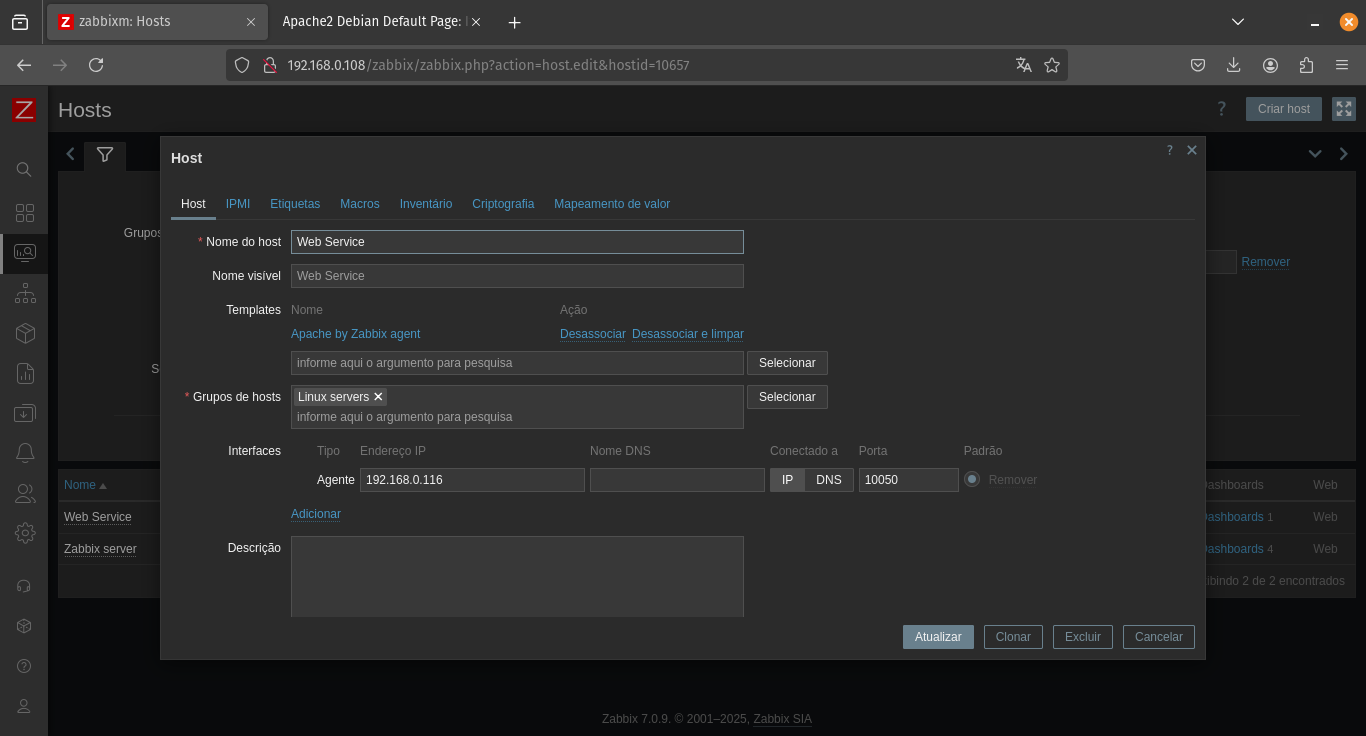 zabbixm: Hosts
Apache2 Debian Default Page:
192.168.0.108/zabbix/zabbix.php?action=host.edit&hostid=10657
Hosts
? Criar host
Host ?
Host IPMI Etiquetas Macros Inventário Criptografia Mapeamento de valor
Grupos
* Nome do host Web Service
Remover
Nome visível Web Service
Templates Nome Ação
Apache by Zabbix agent Desassociar Desassociar e limpar
informe aqui o argumento para pesquisa Selecionar
* Grupos de hosts Linux servers Selecionar
informe aqui o argumento para pesquisa
Interfaces Tipo Endereço IP Nome DNS Conectado a Porta Padrão
Agente 192.168.0.116 IP DNS 10050 Remover
Nome Dashboards Web
Adicionar
Web Service Dashboards 1 Web
Descrição
Zabbix server Dashboards 4 Web
2 de 2 encontrados
Atualizar Clonar Excluir Cancelar
Zabbix 7.0.9. © 2001–2025, Zabbix SIA